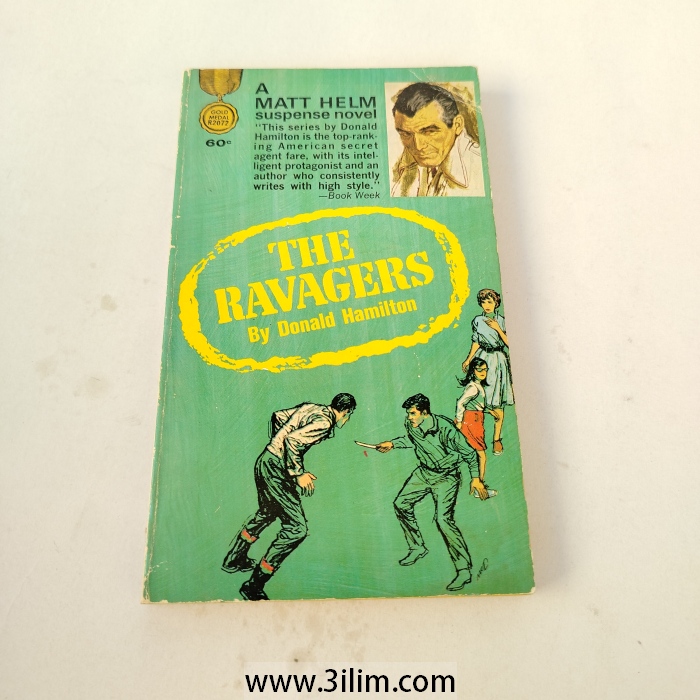 GOLD
MEDAL
R2072
60¢
A
MATT HELM
suspense novel
"This series by Donald
Hamilton is the top-rank-
ing American secret
agent fare, with its intel-
ligent protagonist and an
author who consistently
writes with high style."
—Book Week
THE
RAVAGERS
By Donald Hamilton
www.3ilim.com